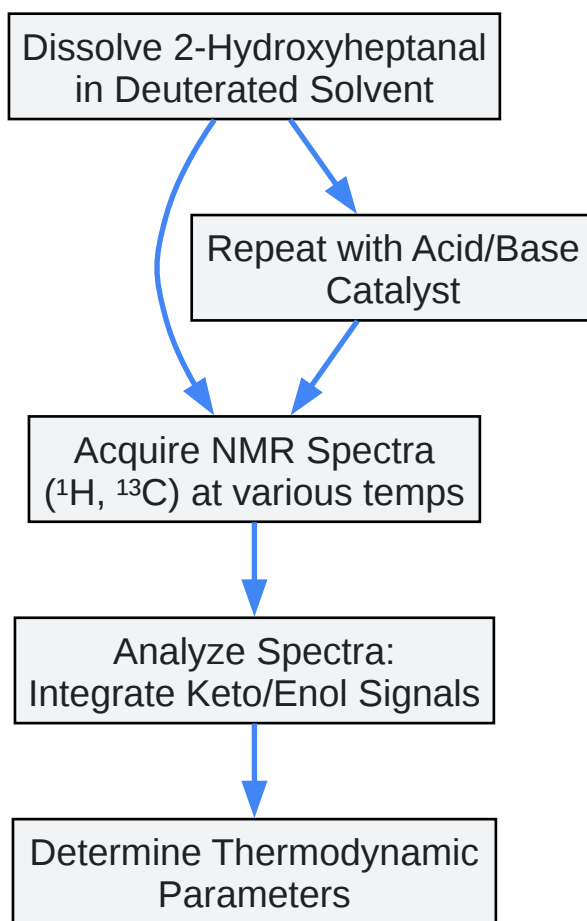 Dissolve 2-Hydroxyheptanal
in Deuterated Solvent
Repeat with Acid/Base
Catalyst
Acquire NMR Spectra
(¹H, ¹³C) at various temps
Analyze Spectra:
Integrate Keto/Enol Signals
Determine Thermodynamic
Parameters